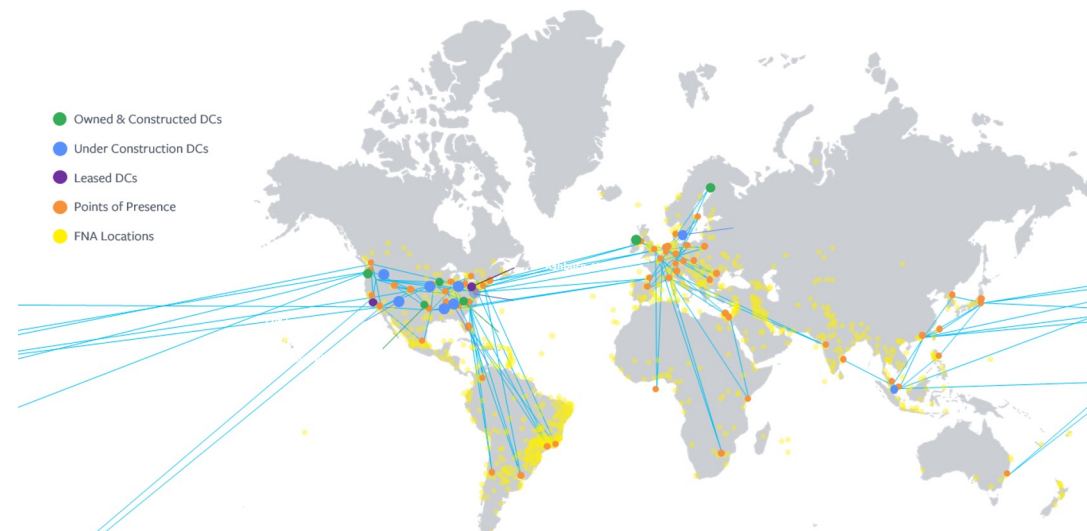 Owned & Constructed DCs
Under Construction DCs
Leased DCs
Points of Presence
FNA Locations